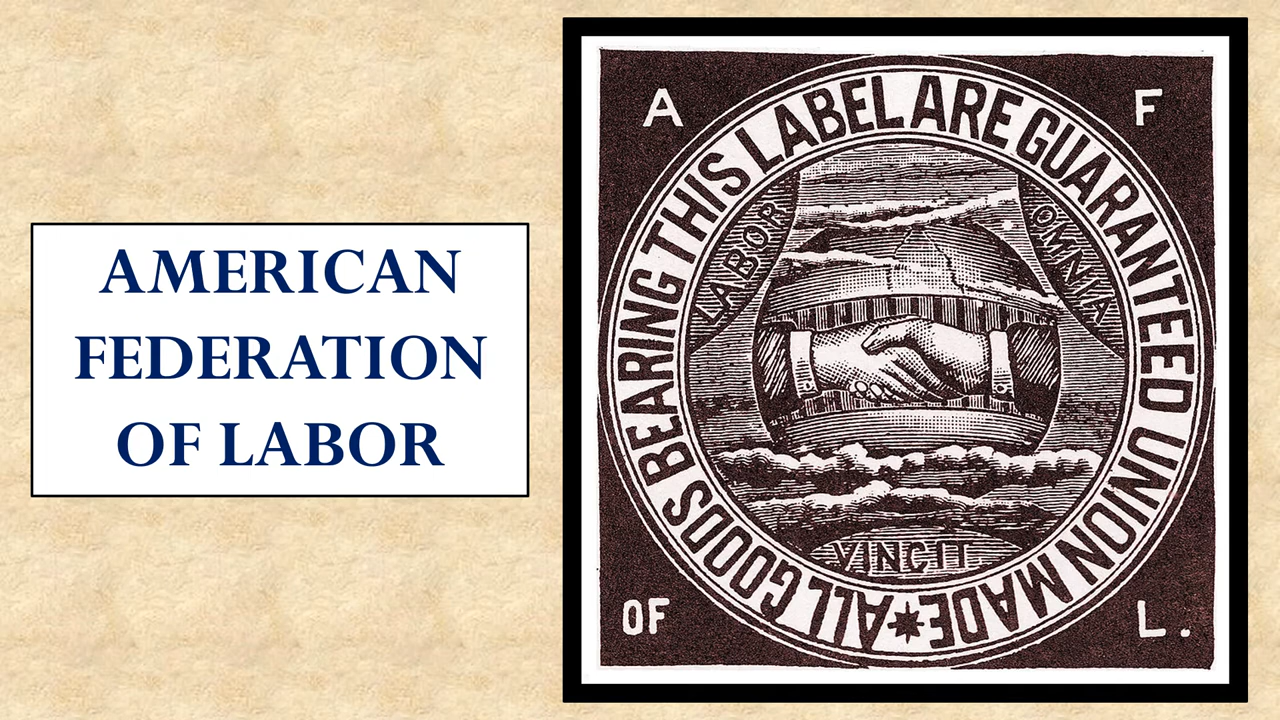 AMERICAN
FEDERATION
OF LABOR
A F
ALL GOODS BEARING THIS LABEL ARE GUARANTEED UNION MADE
LABOR
OMNIA
VINCIT.
OF L.